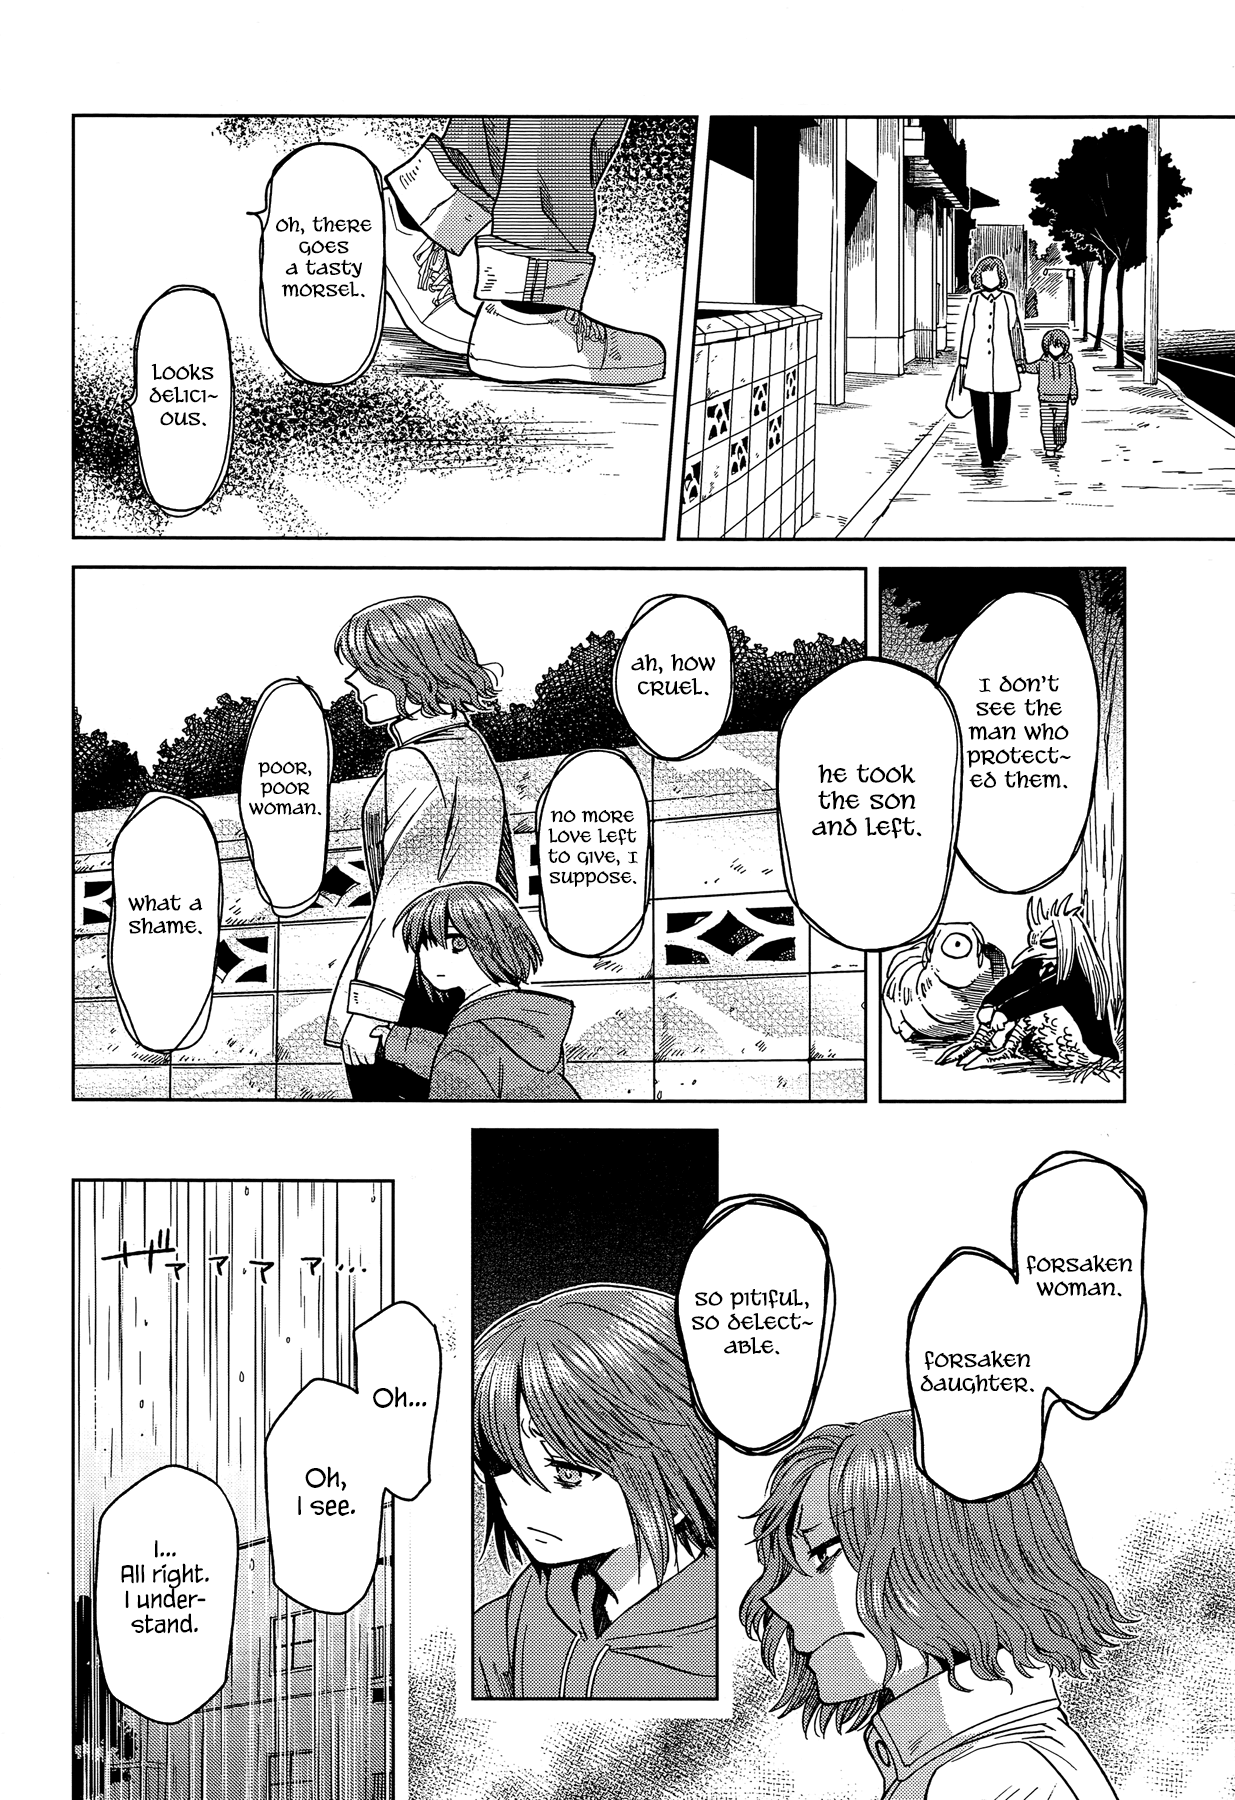 Oh, there
goes
a tasty
morsel.
Looks
delici~
ous.
I don't
see the
man who
protect~
ed them.
He took
the son
and left.
Ah, how
cruel.
No more
love left
to give, I
suppose.
Poor,
poor
woman.
What a
shame.
Forsaken
woman.
Forsaken
daughter.
So pitiful,
so delect~
able.
Oh...
Oh,
I see.
I...
All right.
I under-
stand.
ザァァァァ…